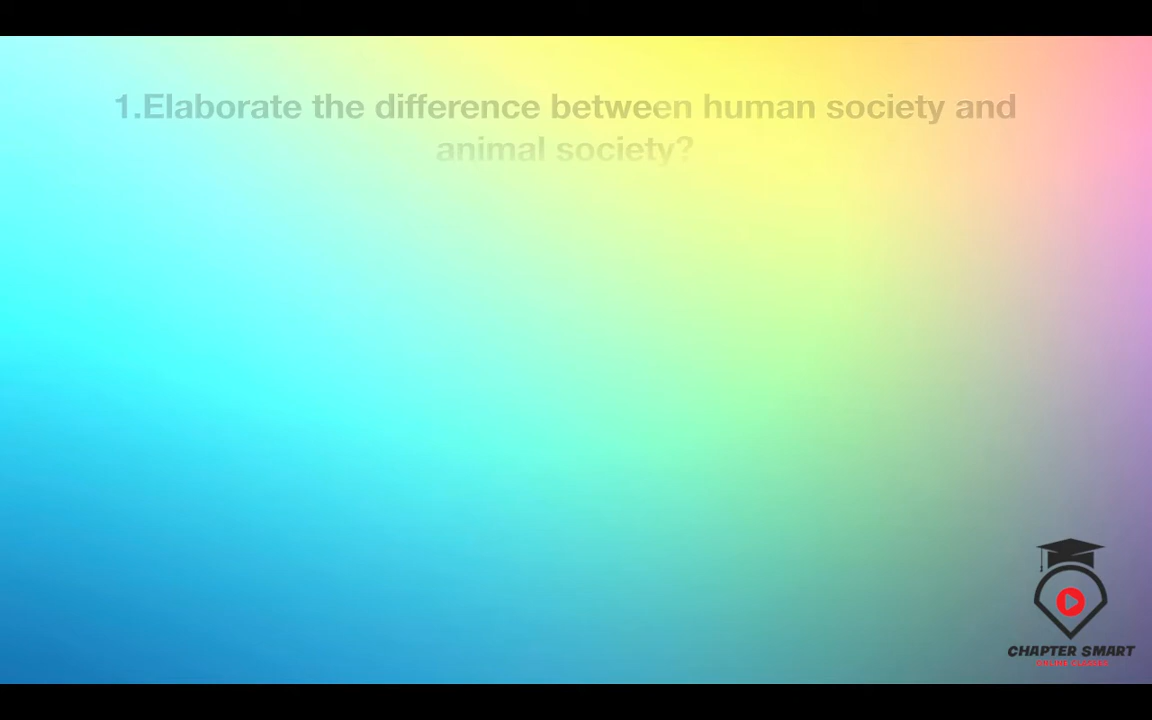 1.Elaborate the difference between human society and
animal society?
CHAPTER SMART